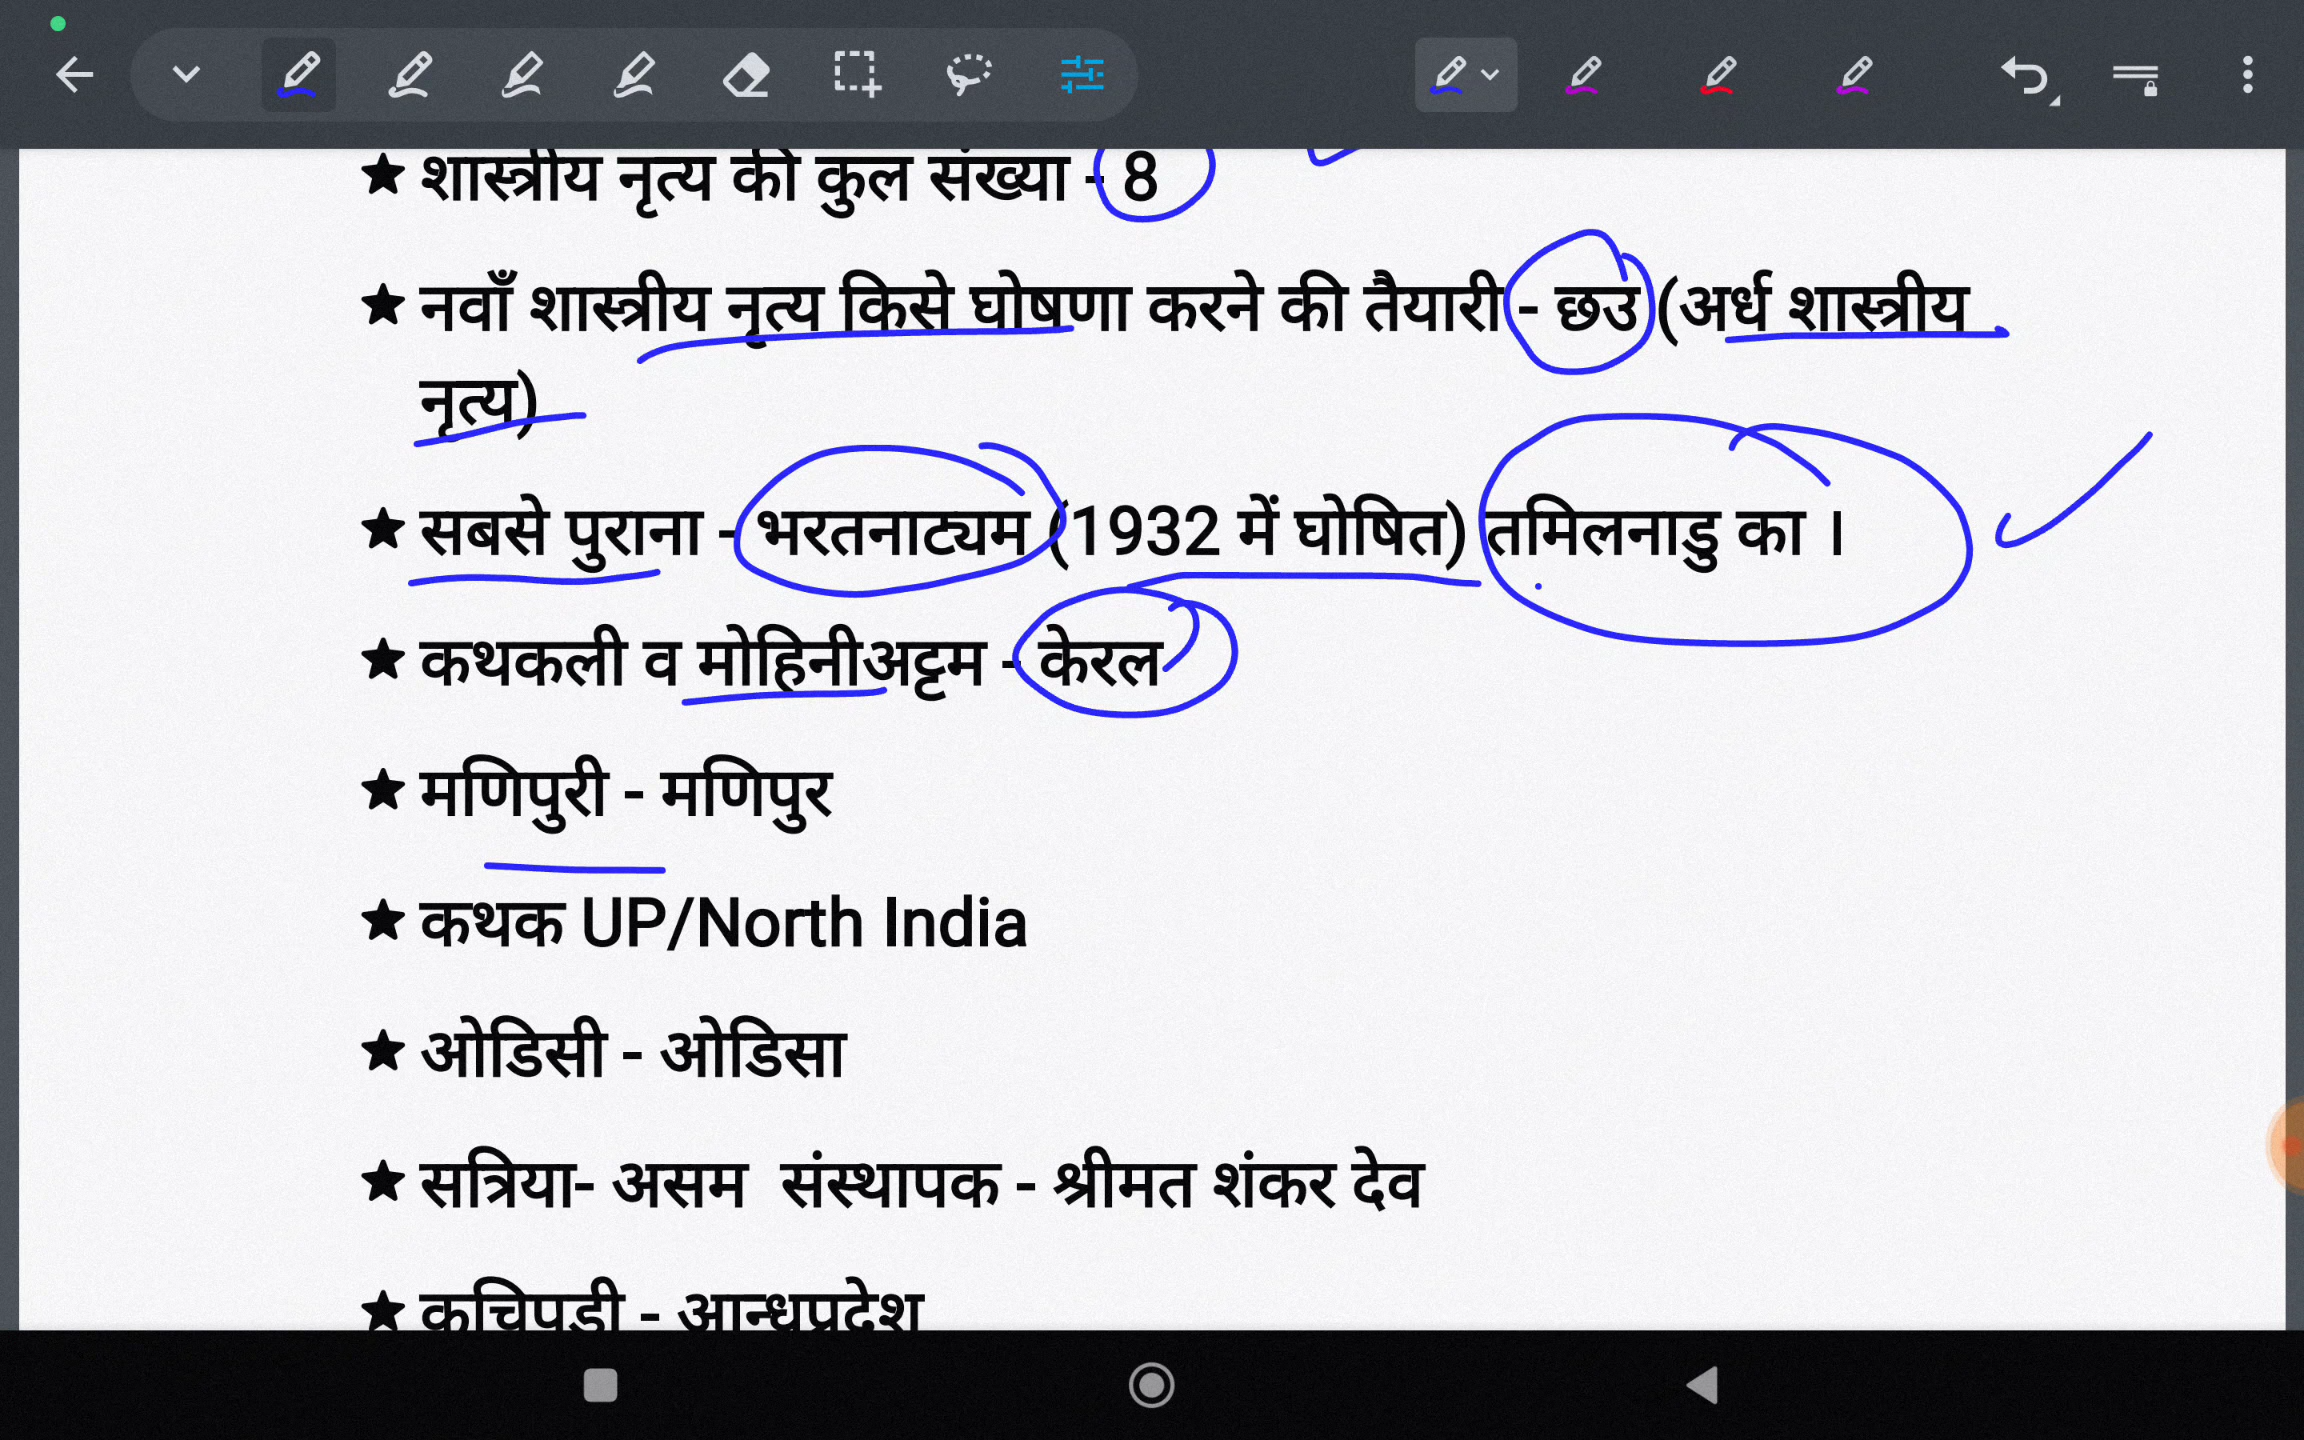 ★ शास्त्रीय नृत्य की कुल संख्या - 8
★ नवाँ शास्त्रीय नृत्य किसे घोषणा करने की तैयारी - छउ (अर्ध शास्त्रीय
नृत्य)
★ सबसे पुराना - भरतनाट्यम (1932 में घोषित) तमिलनाडु का ।
★ कथकली व मोहिनीअट्टम - केरल
★ मणिपुरी - मणिपुर
★ कथक UP/North India
★ ओडिसी - ओडिसा
★ सत्रिया- असम संस्थापक - श्रीमत शंकर देव
★ कुचिपुड़ी - आन्ध्रप्रदेश